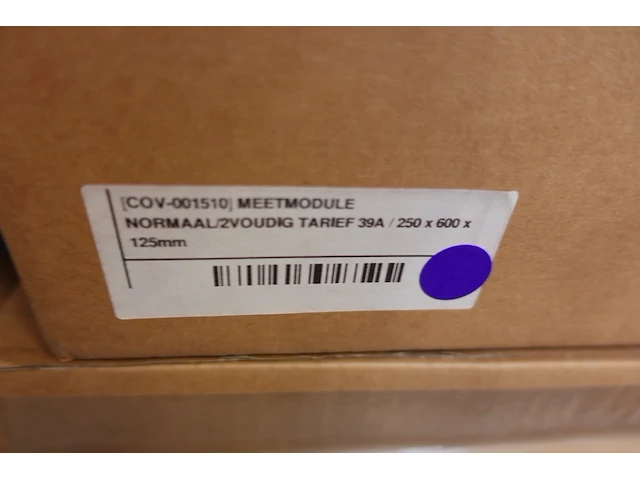 [COV-001510] MEETMODULE
NORMAAL/2VOUDIG TARIEF 39A / 250 x 600 x
125mm